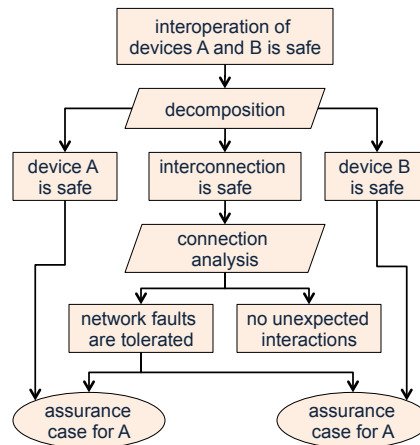 interoperation of
devices A and B is safe
decomposition
device A
is safe
interconnection
is safe
device B
is safe
connection
analysis
network faults
are tolerated
no unexpected
interactions
assurance
case for A
assurance
case for A